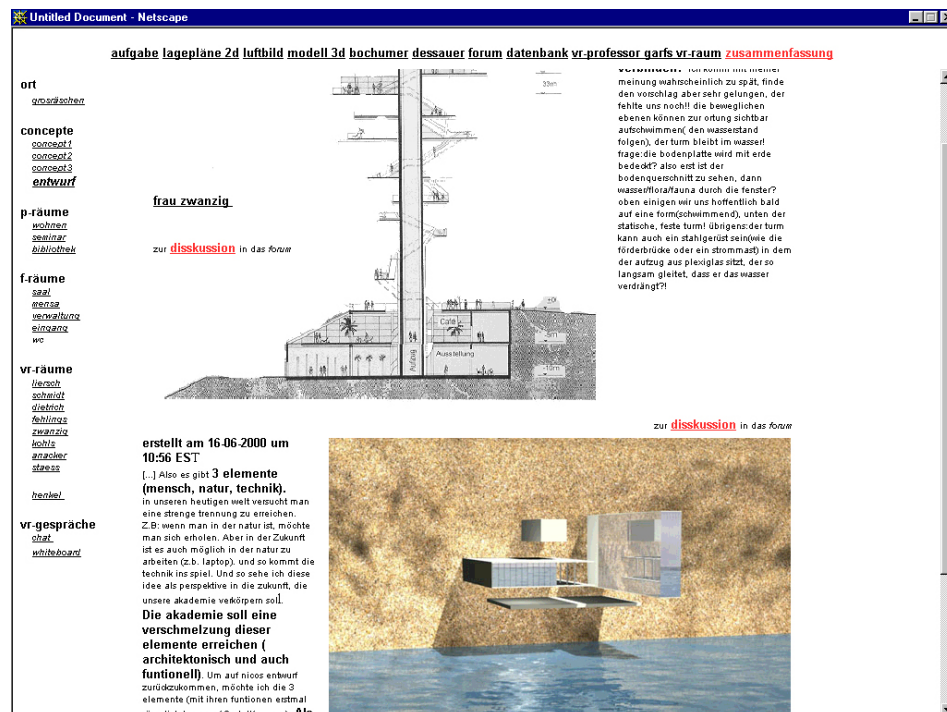 Untitled Document - Netscape
aufgabe lagepläne 2d luftbild modell 3d bochumer dessauer forum datenbank vr-professor garfs vr-raum zusammenfassung
ort
grosräschen
concepte
concept1
concept2
concept3
entwurf
p-räume
wohnen
seminar
bibliothek
f-räume
saal
mensa
verwaltung
eingang
wc
vr-räume
liersch
schmidt
dietrich
fehlings
zwanzig
kohls
anacker
staess
henkel
vr-gespräche
chat
whiteboard
frau zwanzig
zur disskussion in das forum
33m
±0
Café
Aufzug
Ausstellung
-10m
verbinden? ich komm mit meiner
meinung wahrscheinlich zu spät, finde
den vorschlag aber sehr gelungen, der
fehlte uns noch!! die beweglichen
ebenen können zur ortung sichtbar
aufschwimmen( den wasserstand
folgen), der turm bleibt im wasser!
frage:die bodenplatte wird mit erde
bedeckt? also erst ist der
bodenquerschnitt zu sehen, dann
wasser/flora/fauna durch die fenster?
oben einigen wir uns hoffentlich bald
auf eine form(schwimmend), unten der
statische, feste turm! übrigens:der turm
kann auch ein stahlgerüst sein(wie die
förderbrücke oder ein strommast) in dem
der aufzug aus plexiglas sitzt, der so
langsam gleitet, dass er das wasser
verdrängt?!
zur disskussion in das forum
erstellt am 16-06-2000 um
10:56 EST
[...] Also es gibt 3 elemente
(mensch, natur, technik).
in unseren heutigen welt versucht man
eine strenge trennung zu erreichen.
Z.B: wenn man in der natur ist, möchte
man sich erholen. Aber in der Zukunft
ist es auch möglich in der natur zu
arbeiten (z.b. laptop). und so kommt die
technik ins spiel. Und so sehe ich diese
idee als perspektive in die zukunft, die
unsere akademie verkörpern soll.
Die akademie soll eine
verschmelzung dieser
elemente erreichen (
architektonisch und auch
funtionell). Um auf nicos entwurf
zurückzukommen, möchte ich die 3
elemente (mit ihren funtionen erstmal